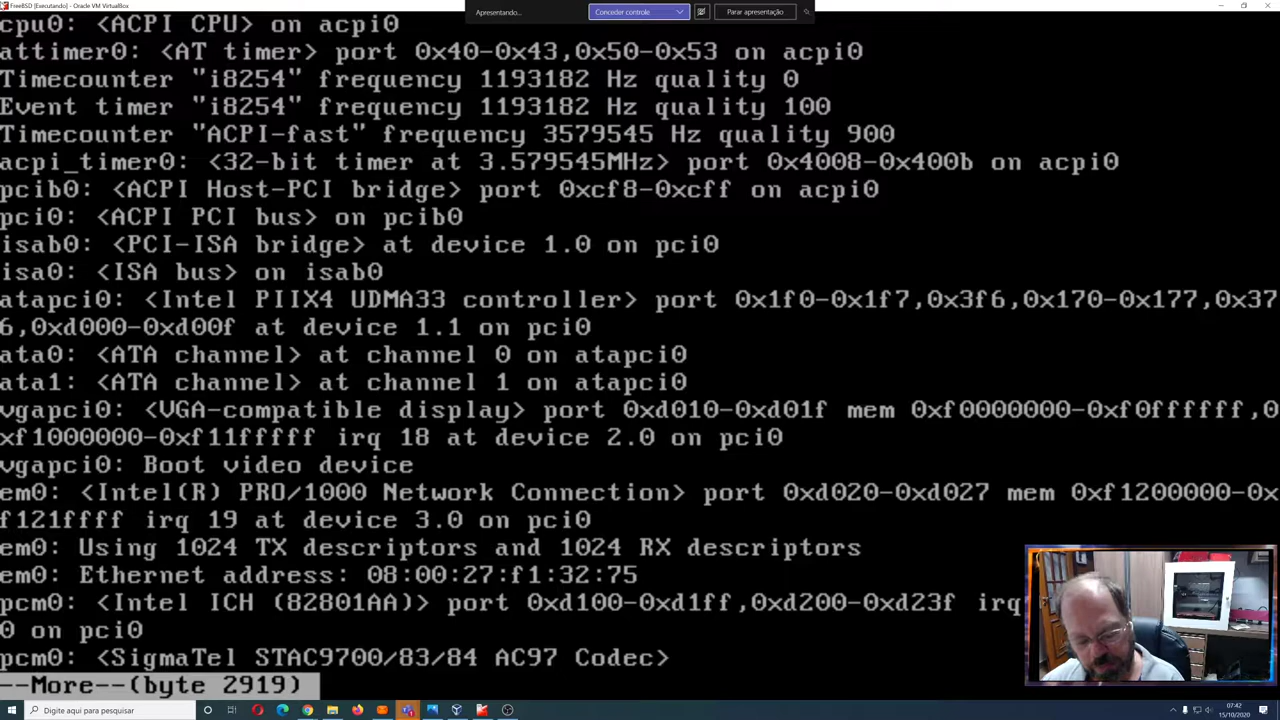 FreeBSD [Executando] - Oracle VM VirtualBox
Apresentando...
Conceder controle
Parar apresentação
cpu0: <ACPI CPU> on acpi0
attimer0: <AT timer> port 0x40-0x43,0x50-0x53 on acpi0
Timecounter "i8254" frequency 1193182 Hz quality 0
Event timer "i8254" frequency 1193182 Hz quality 100
Timecounter "ACPI-fast" frequency 3579545 Hz quality 900
acpi_timer0: <32-bit timer at 3.579545MHz> port 0x4008-0x400b on acpi0
pcib0: <ACPI Host-PCI bridge> port 0xcf8-0xcff on acpi0
pci0: <ACPI PCI bus> on pcib0
isab0: <PCI-ISA bridge> at device 1.0 on pci0
isa0: <ISA bus> on isab0
atapci0: <Intel PIIX4 UDMA33 controller> port 0x1f0-0x1f7,0x3f6,0x170-0x177,0x37
6,0xd000-0xd00f at device 1.1 on pci0
ata0: <ATA channel> at channel 0 on atapci0
ata1: <ATA channel> at channel 1 on atapci0
vgapci0: <VGA-compatible display> port 0xd010-0xd01f mem 0xf0000000-0xf0ffffff,0
xf1000000-0xf11fffff irq 18 at device 2.0 on pci0
vgapci0: Boot video device
em0: <Intel(R) PRO/1000 Network Connection> port 0xd020-0xd027 mem 0xf1200000-0x
f121ffff irq 19 at device 3.0 on pci0
em0: Using 1024 TX descriptors and 1024 RX descriptors
em0: Ethernet address: 08:00:27:f1:32:75
pcm0: <Intel ICH (82801AA)> port 0xd100-0xd1ff,0xd200-0xd23f irq
0 on pci0
pcm0: <SigmaTel STAC9700/83/84 AC97 Codec>
--More--(byte 2919)
Digite aqui para pesquisar
07:42
15/10/2020